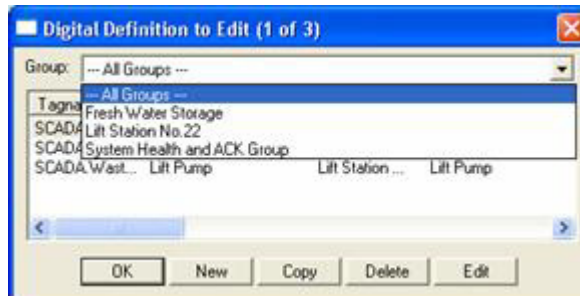 Digital Definition to Edit (1 of 3)
Group: --- All Groups ---
--- All Groups ---
Tagna
Fresh Water Storage
SCADA
Lift Station No.22
SCADA
System Health and ACK Group
SCADA.Wast... Lift Pump Lift Station ... Lift Pump
OK New Copy Delete Edit